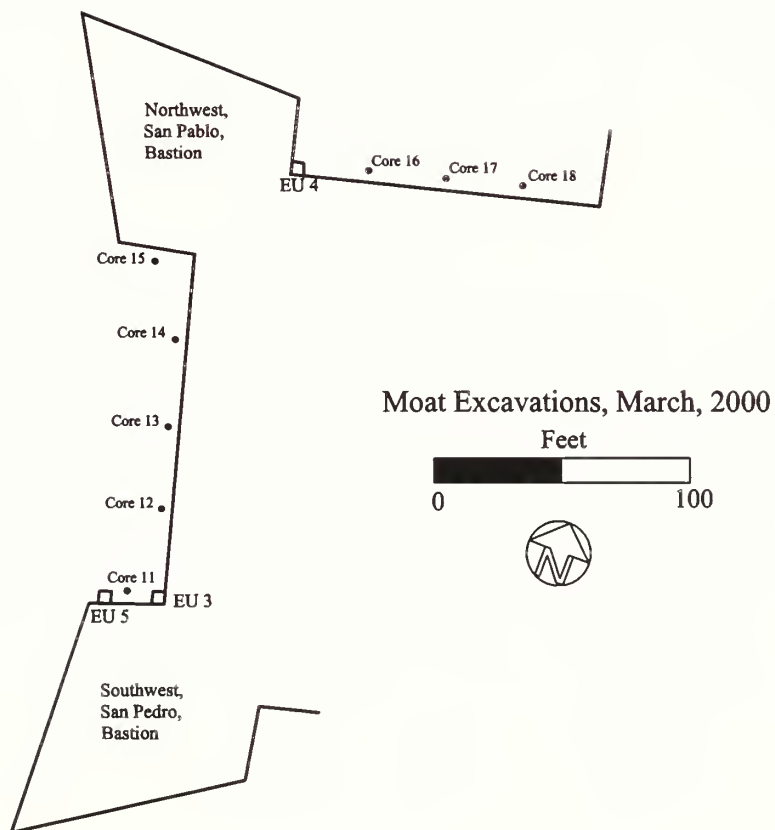 Northwest,
San Pablo,
Bastion
Core 16
Core 17
Core 18
EU 4
Core 15
Core 14
Core 13
Core 12
Core 11
EU 5
EU 3
Southwest,
San Pedro,
Bastion
Moat Excavations, March, 2000
Feet
0 100
N